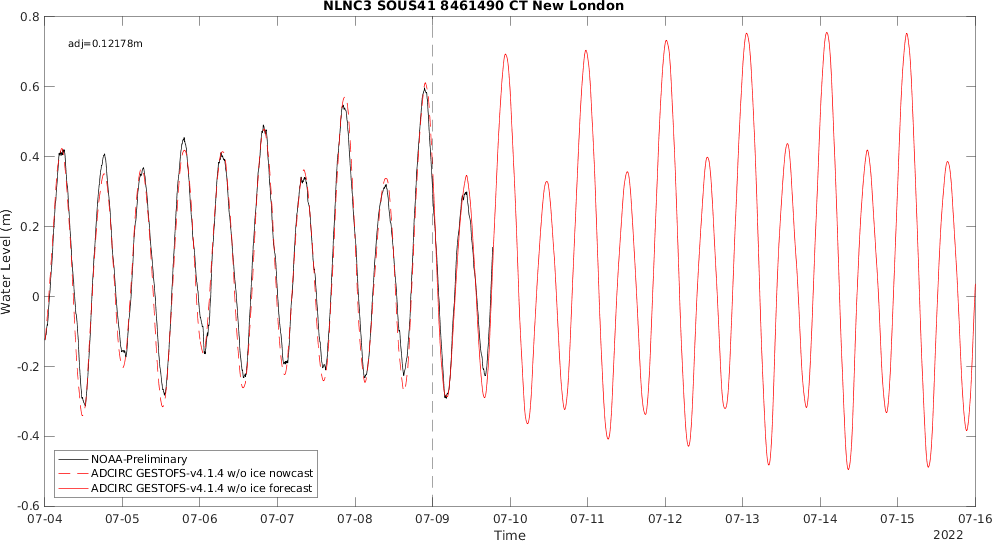 NLNC3 SOUS41 8461490 CT New London
adj=0.12178m
0.8
0.6
0.4
0.2
0
-0.2
-0.4
-0.6
Water Level (m)
NOAA-Preliminary
ADCIRC GESTOFS-v4.1.4 w/o ice nowcast
ADCIRC GESTOFS-v4.1.4 w/o ice forecast
07-04 07-05 07-06 07-07 07-08 07-09 07-10 07-11 07-12 07-13 07-14 07-15 07-16
Time
2022